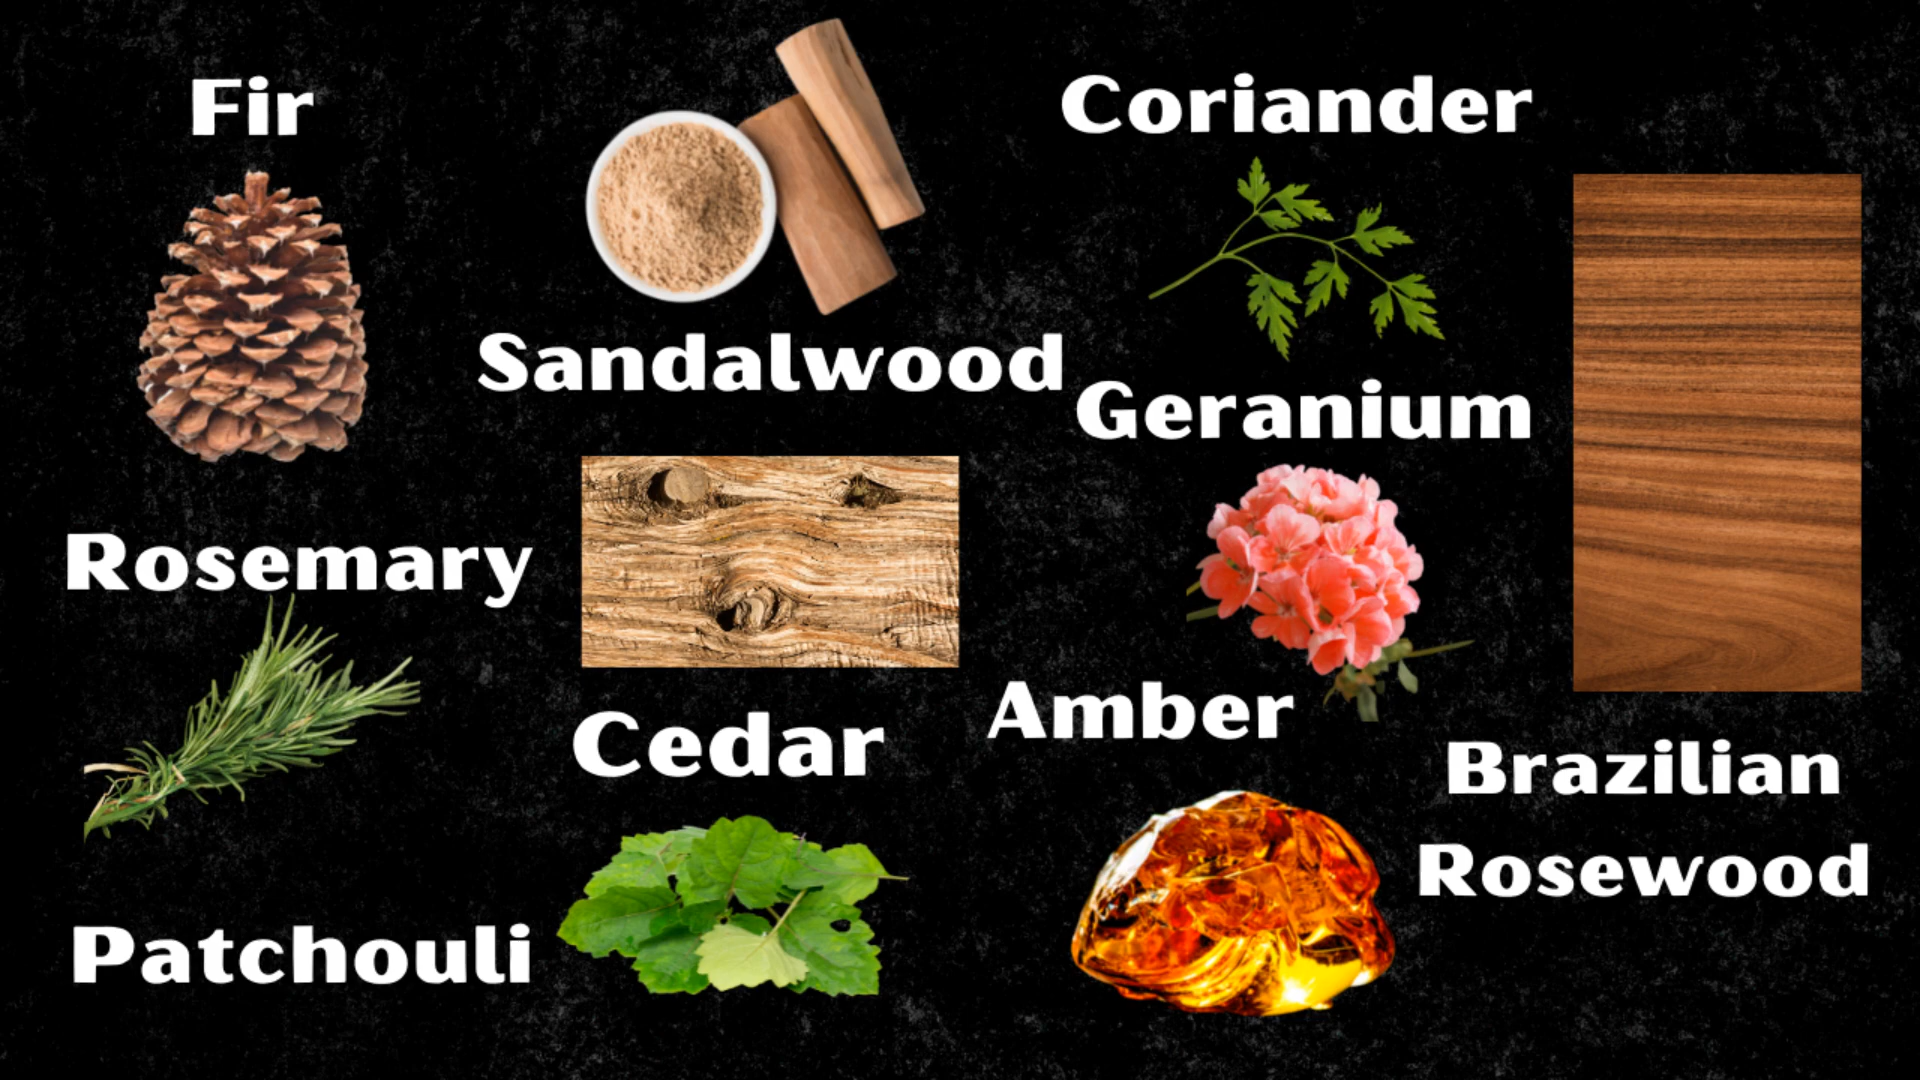 Fir
Coriander
Sandalwood
Geranium
Rosemary
Amber
Cedar
Brazilian
Rosewood
Patchouli